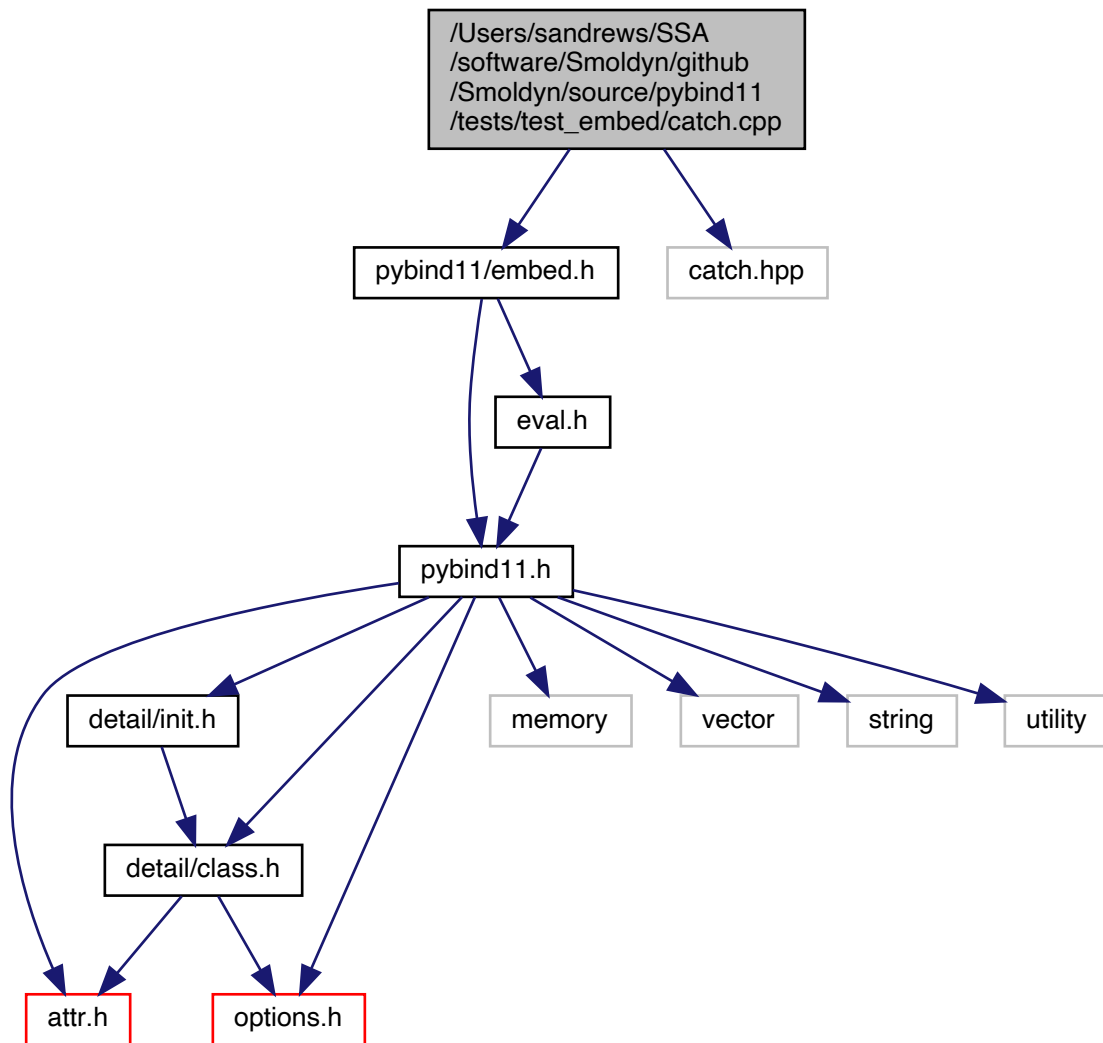 /Users/sandrews/SSA
/software/Smoldyn/github
/Smoldyn/source/pybind11
/tests/test_embed/catch.cpp
pybind11/embed.h
catch.hpp
eval.h
pybind11.h
detail/init.h
memory
vector
string
utility
detail/class.h
attr.h
options.h